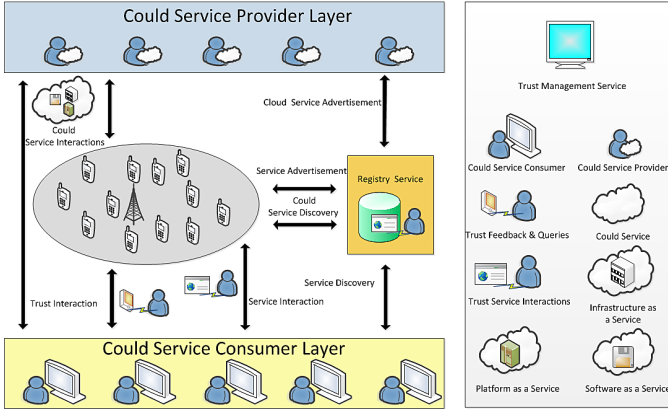 Could Service Provider Layer
Could
Service Interactions
Cloud Service Advertisement
Service Advertisement
Could
Service Discovery
Registry Service
Trust Interaction
Service Interaction
Service Discovery
Could Service Consumer Layer
Trust Management Service
Could Service Consumer
Could Service Provider
Trust Feedback & Queries
Could Service
Trust Service Interactions
Infrastructure as
a Service
Platform as a Service
Software as a Service